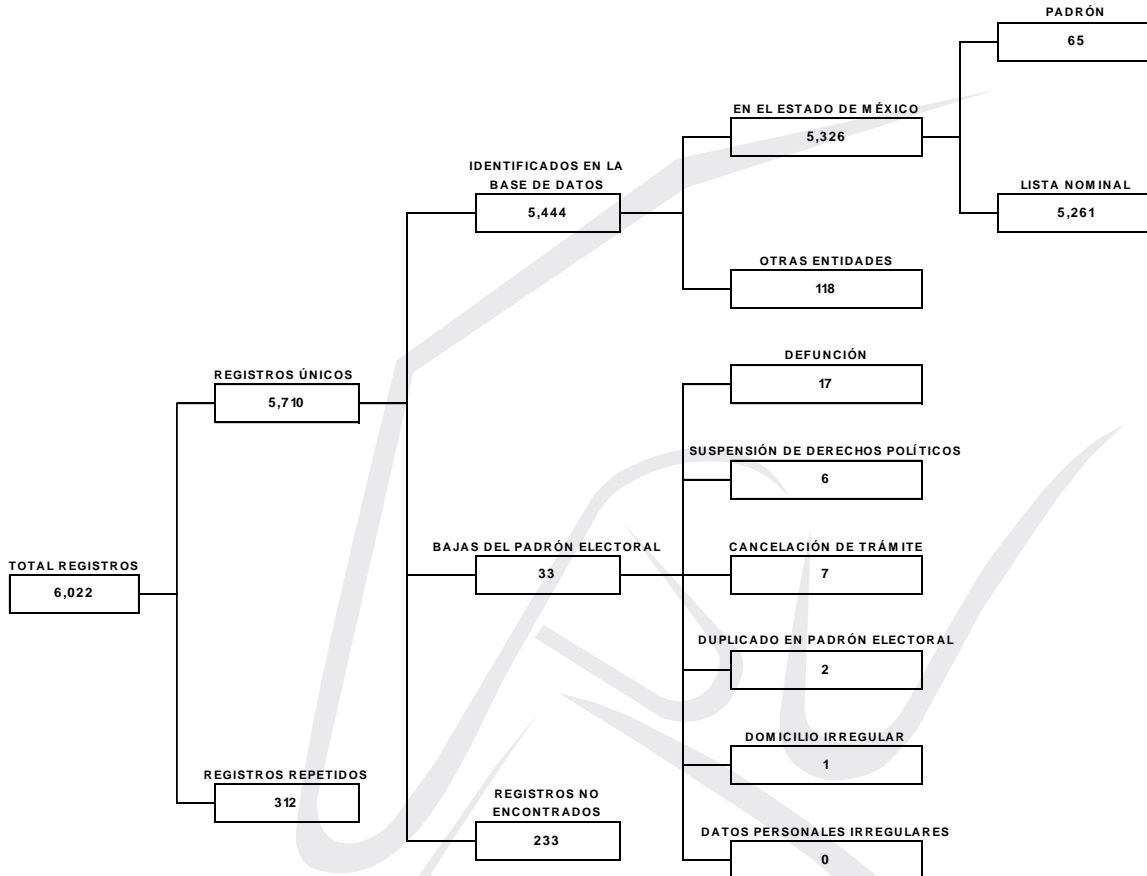 PADRÓN
65
EN EL ESTADO DE MÉXICO
5,326
IDENTIFICADOS EN LA
BASE DE DATOS
5,444
LISTA NOMINAL
5,261
OTRAS ENTIDADES
118
DEFUNCIÓN
17
REGISTROS ÚNICOS
5,710
SUSPENSIÓN DE DERECHOS POLÍTICOS
6
BAJAS DEL PADRÓN ELECTORAL
33
CANCELACIÓN DE TRÁMITE
7
TOTAL REGISTROS
6,022
DUPLICADO EN PADRÓN ELECTORAL
2
DOMICILIO IRREGULAR
1
REGISTROS REPETIDOS
312
REGISTROS NO
ENCONTRADOS
233
DATOS PERSONALES IRREGULARES
0